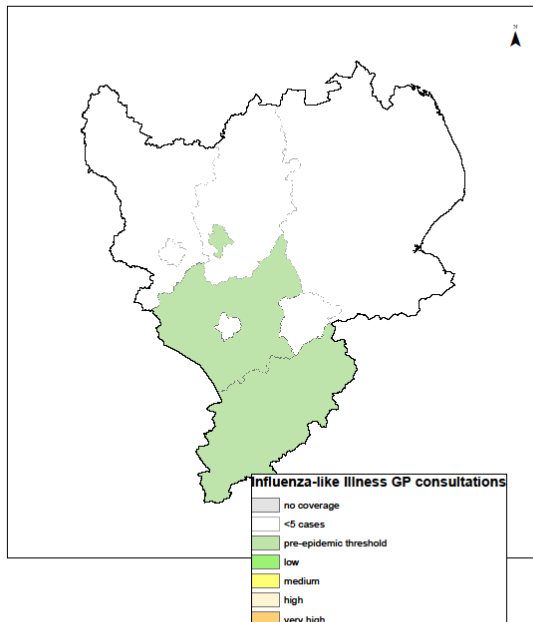 Influenza-like Illness GP consultations
no coverage
<5 cases
pre-epidemic threshold
low
medium
high
very high